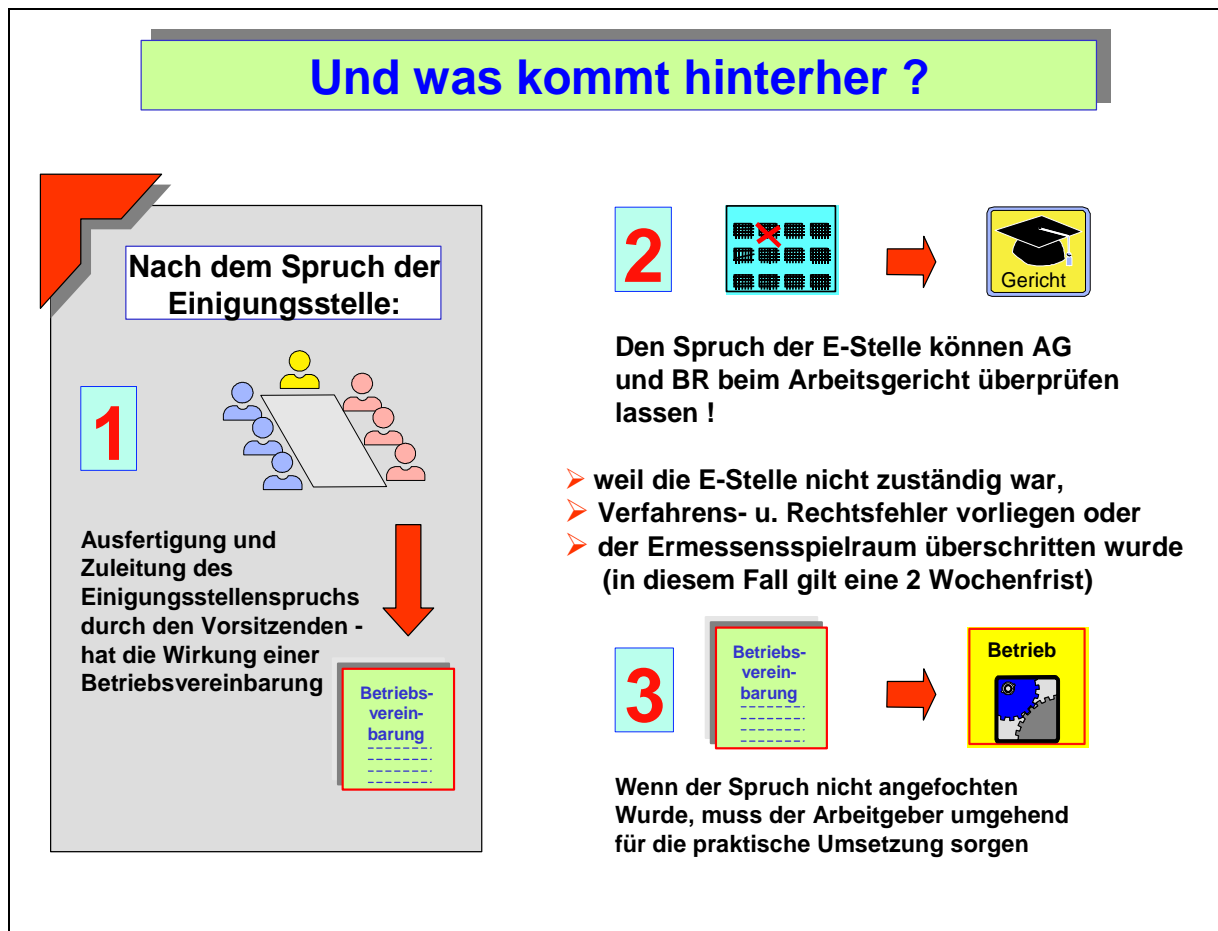 Und was kommt hinterher ?
Nach dem Spruch der
Einigungsstelle:
1
Ausfertigung und
Zuleitung des
Einigungsstellenspruchs
durch den Vorsitzenden -
hat die Wirkung einer
Betriebsvereinbarung
Betriebs-
verein-
barung
2
Gericht
Den Spruch der E-Stelle können AG
und BR beim Arbeitsgericht überprüfen
lassen !
➢ weil die E-Stelle nicht zuständig war,
➢ Verfahrens- u. Rechtsfehler vorliegen oder
➢ der Ermessensspielraum überschritten wurde
(in diesem Fall gilt eine 2 Wochenfrist)
3
Betriebs-
verein-
barung
Betrieb
Wenn der Spruch nicht angefochten
Wurde, muss der Arbeitgeber umgehend
für die praktische Umsetzung sorgen